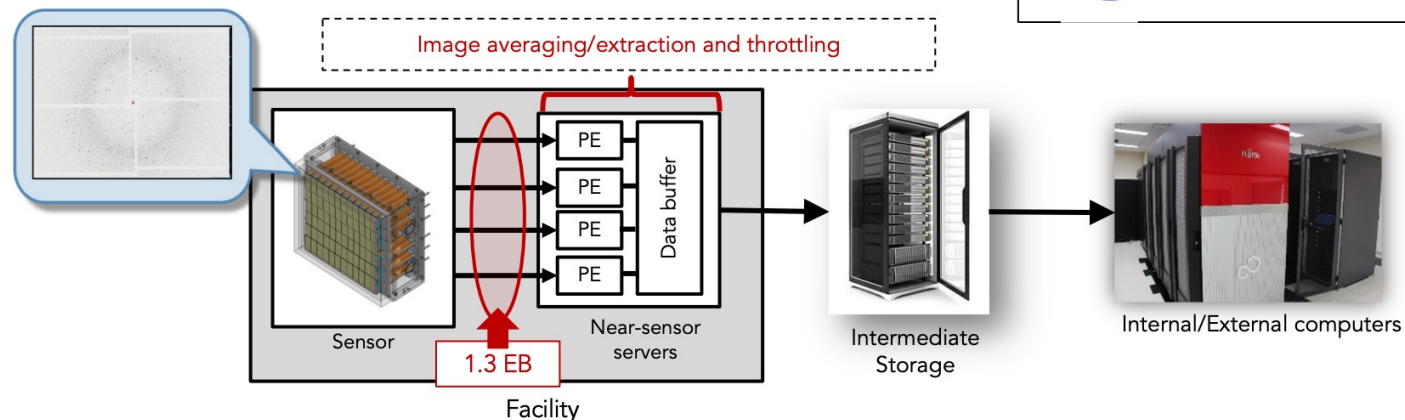 Image averaging/extraction and throttling
PE
PE
PE
PE
Data buffer
Sensor
Near-sensor
servers
1.3 EB
Facility
Intermediate
Storage
FUJITSU
Internal/External computers